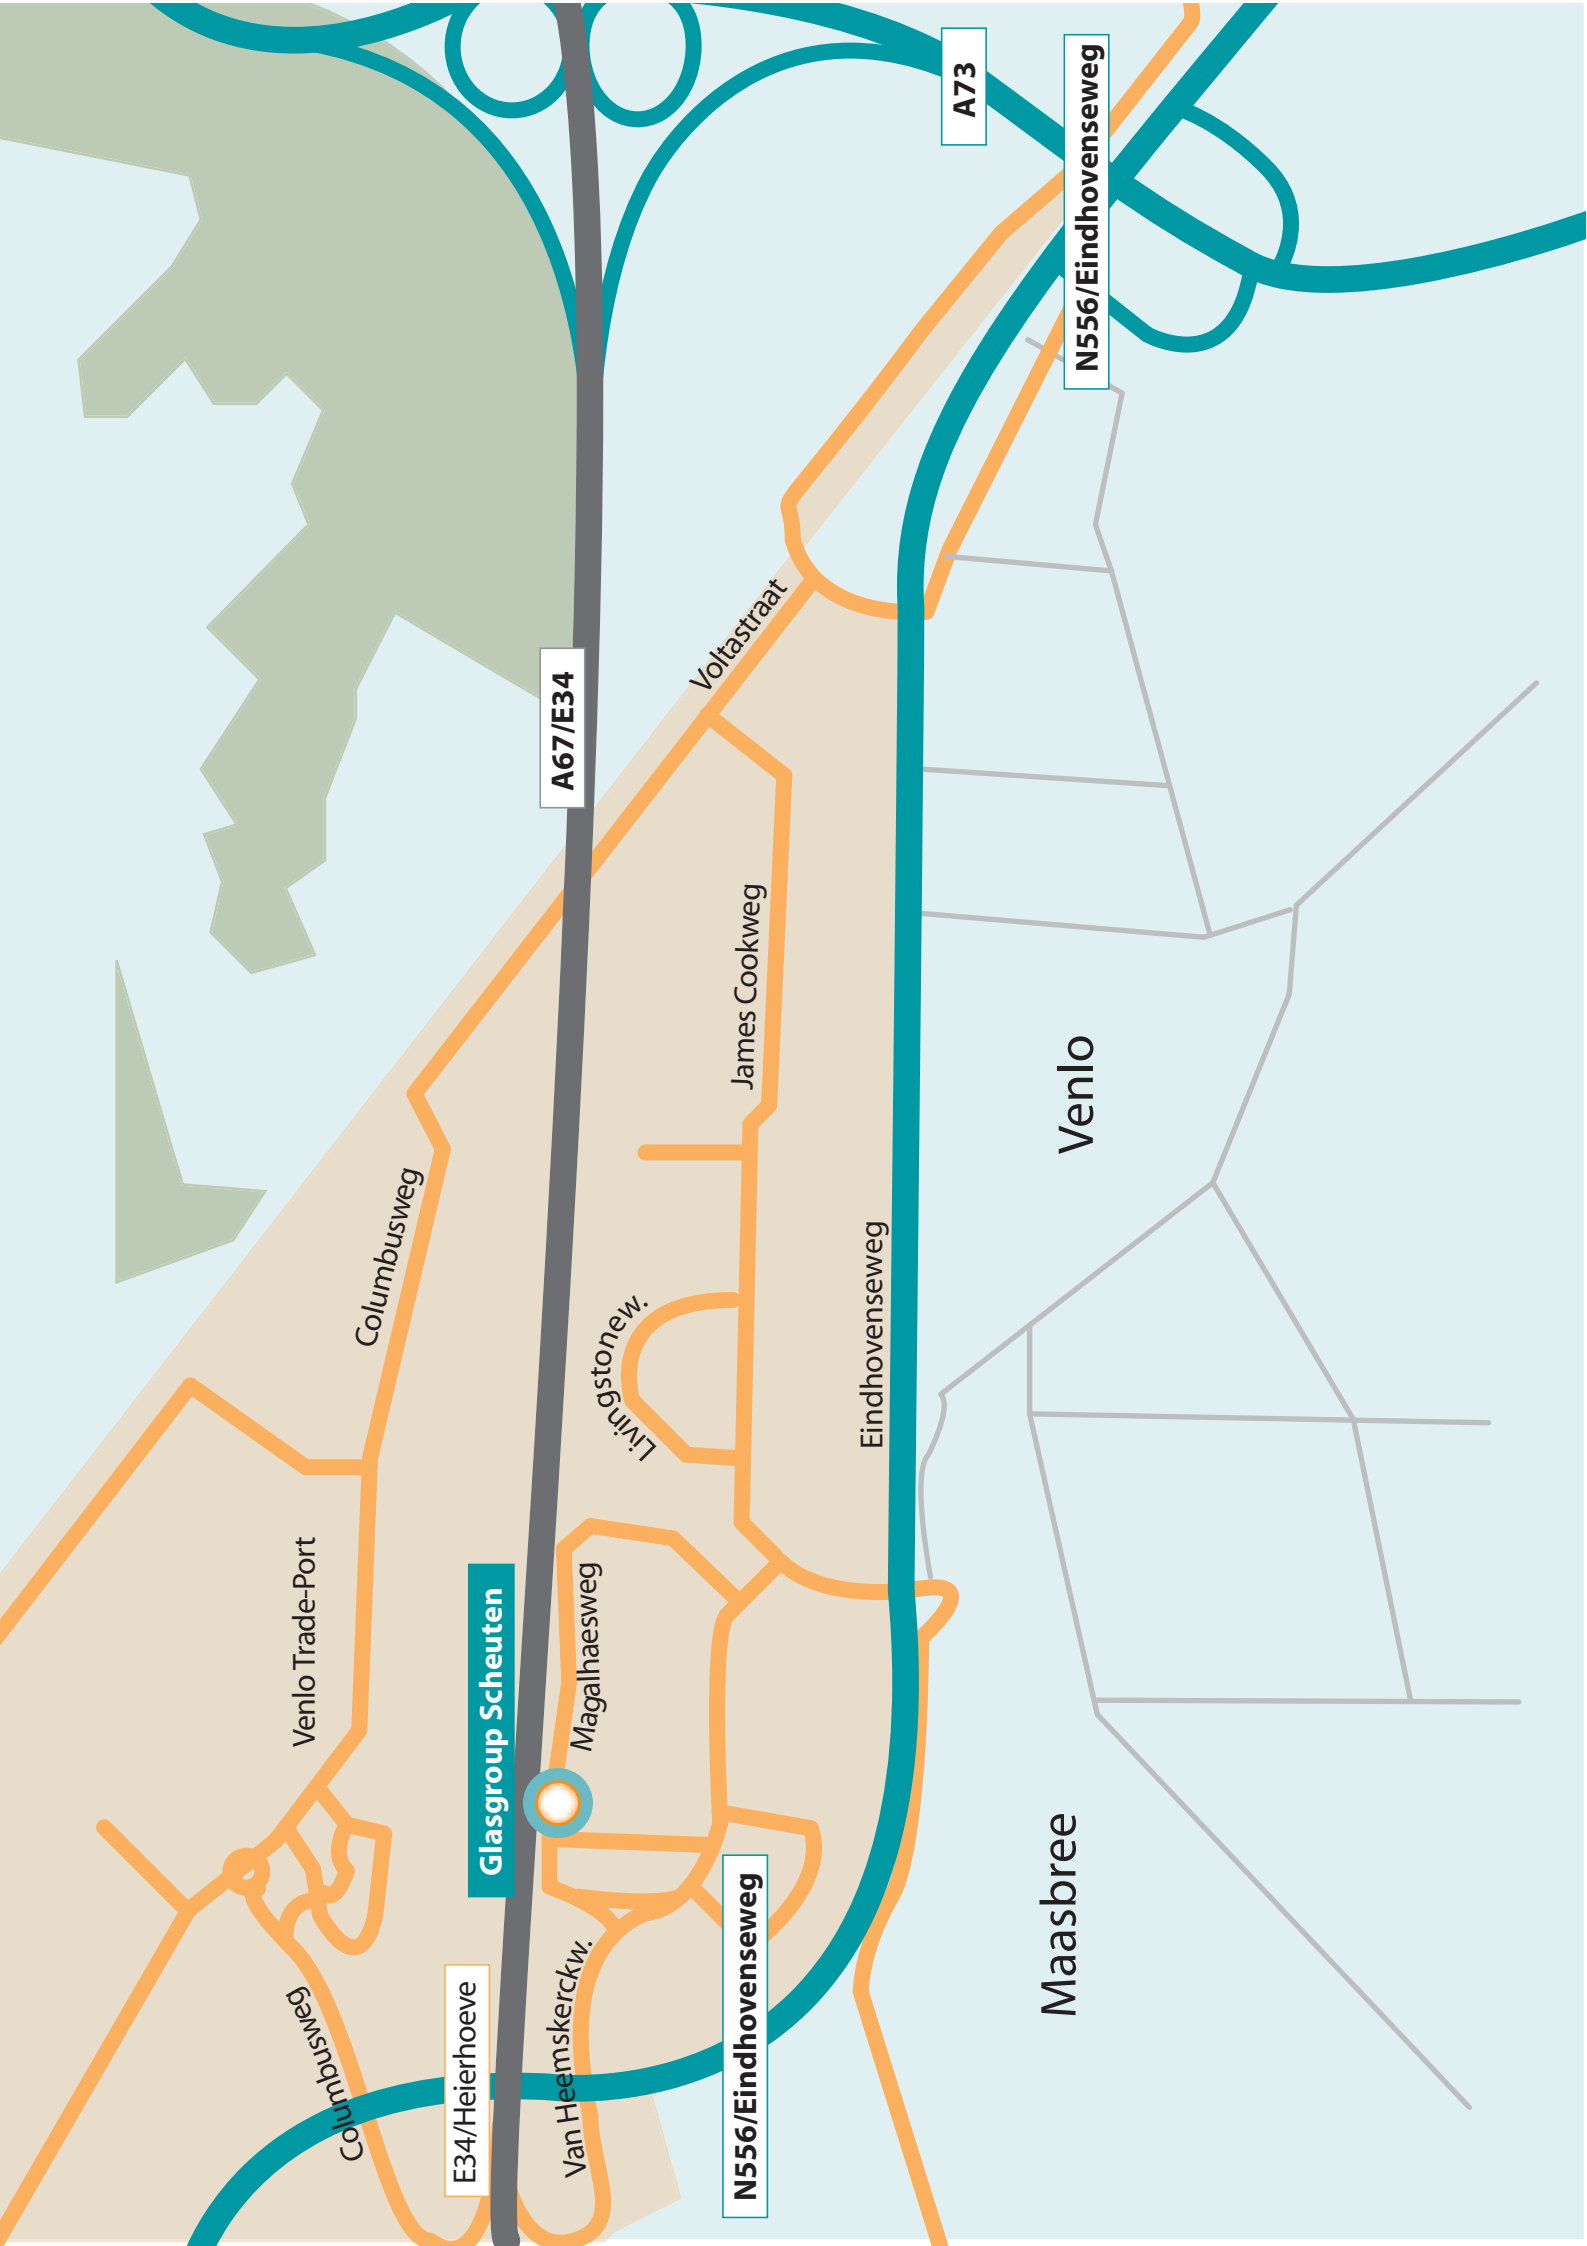 Columbusweg
E34/Heierhoeve
Van Heemskerckw.
N556/Eindhovenseweg
Maasbree
Venlo Trade-Port
Glasgroup Scheuten
Magalhaesweg
Columbusweg
Livingstonew.
Eindhovenseweg
James Cookweg
Venlo
A67/E34
Voltastraat
A73
N556/Eindhovenseweg